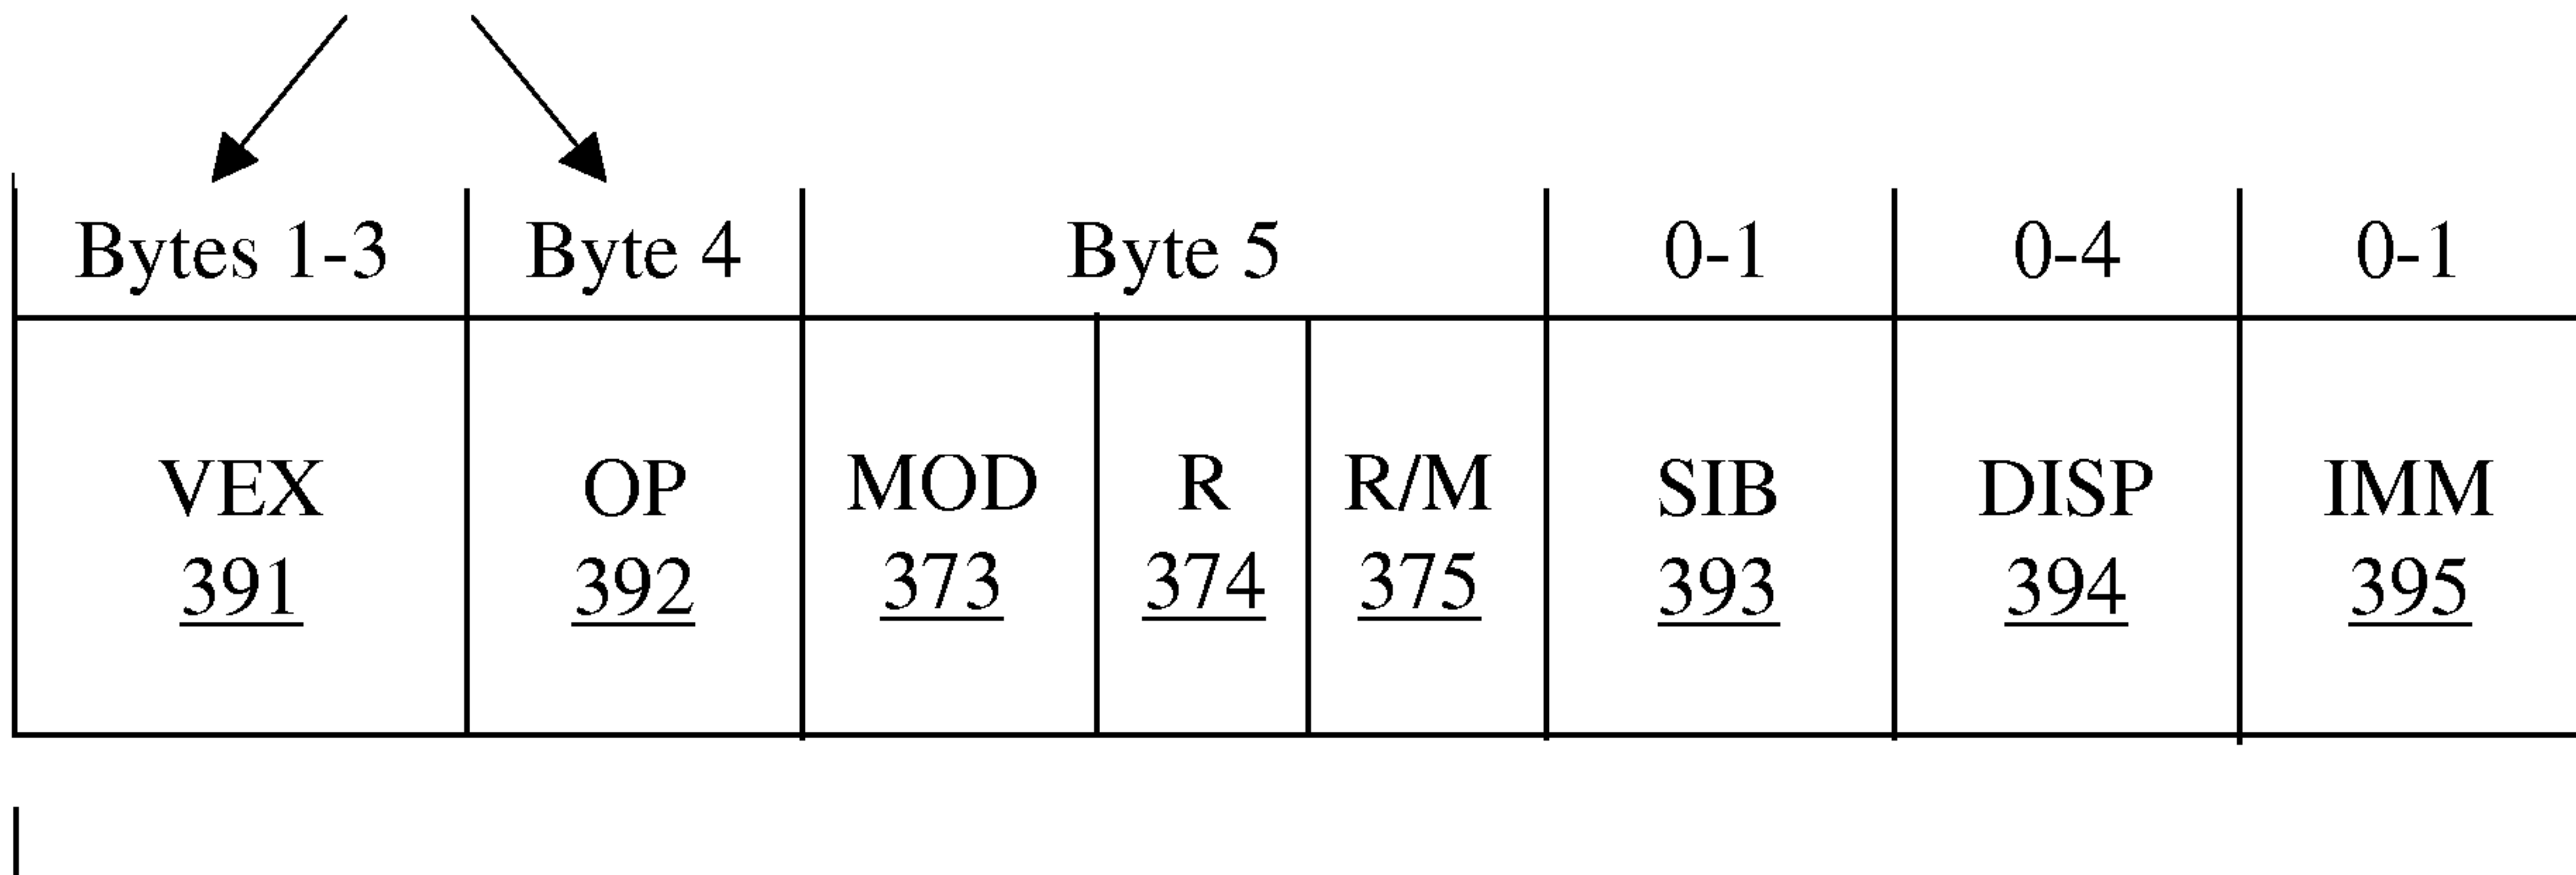 Bytes 1-3 Byte 4 Byte 5 0-1 0-4 0-1
VEX OP MOD R R/M SIB DISP IMM
391 392 373 374 375 393 394 395